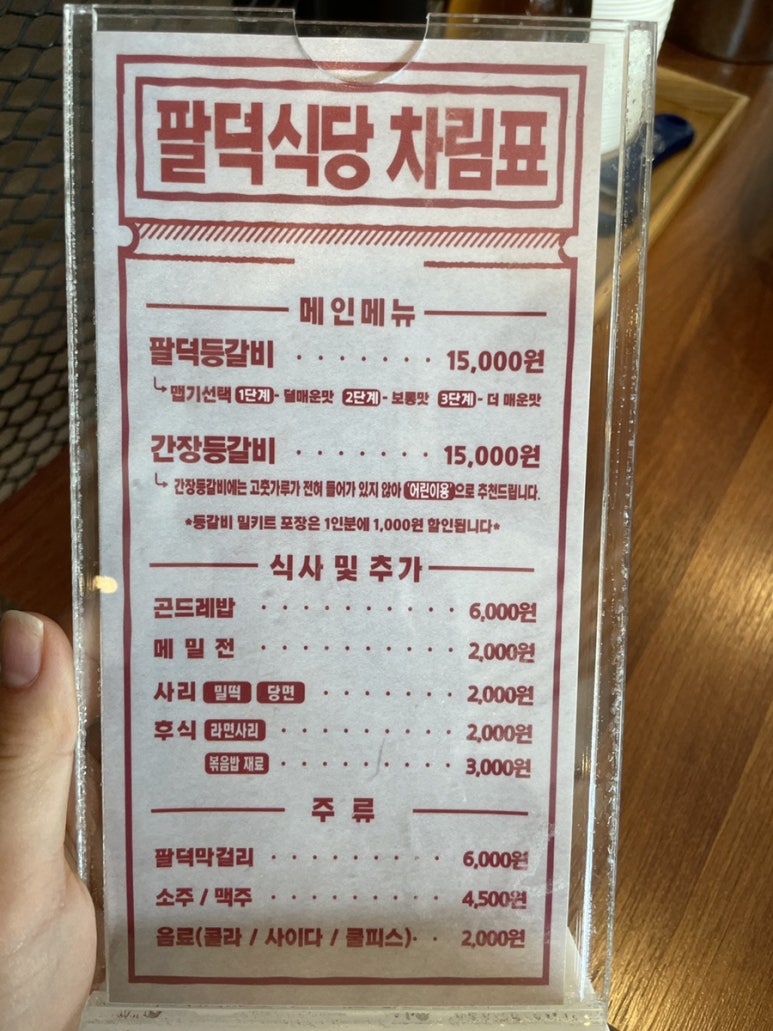 팔덕식당 차림표
메인메뉴
팔덕등갈비 · · · · · · · 15,000원
맵기선택 1단계 - 덜매운맛 2단계 - 보통맛 3단계 - 더 매운맛
간장등갈비 · · · · · · · 15,000원
간장등갈비에는 고춧가루가 전혀 들어가 있지 않아 '어린이용'으로 추천드립니다.
*등갈비 밀키트 포장은 1인분에 1,000원 할인됩니다*
식사 및 추가
곤드레밥 · · · · · · · · · · 6,000원
메 밀 전 · · · · · · · · · · 2,000원
사리 밀떡 당면 · · · · · · · 2,000원
후식 라면사리 · · · · · · · · · 2,000원
볶음밥 재료 · · · · · · · · · 3,000원
주 류
팔덕막걸리 · · · · · · · · · 6,000원
소주 / 맥주 · · · · · · · · · 4,500원
음료(콜라 / 사이다 / 쿨피스) · · 2,000원